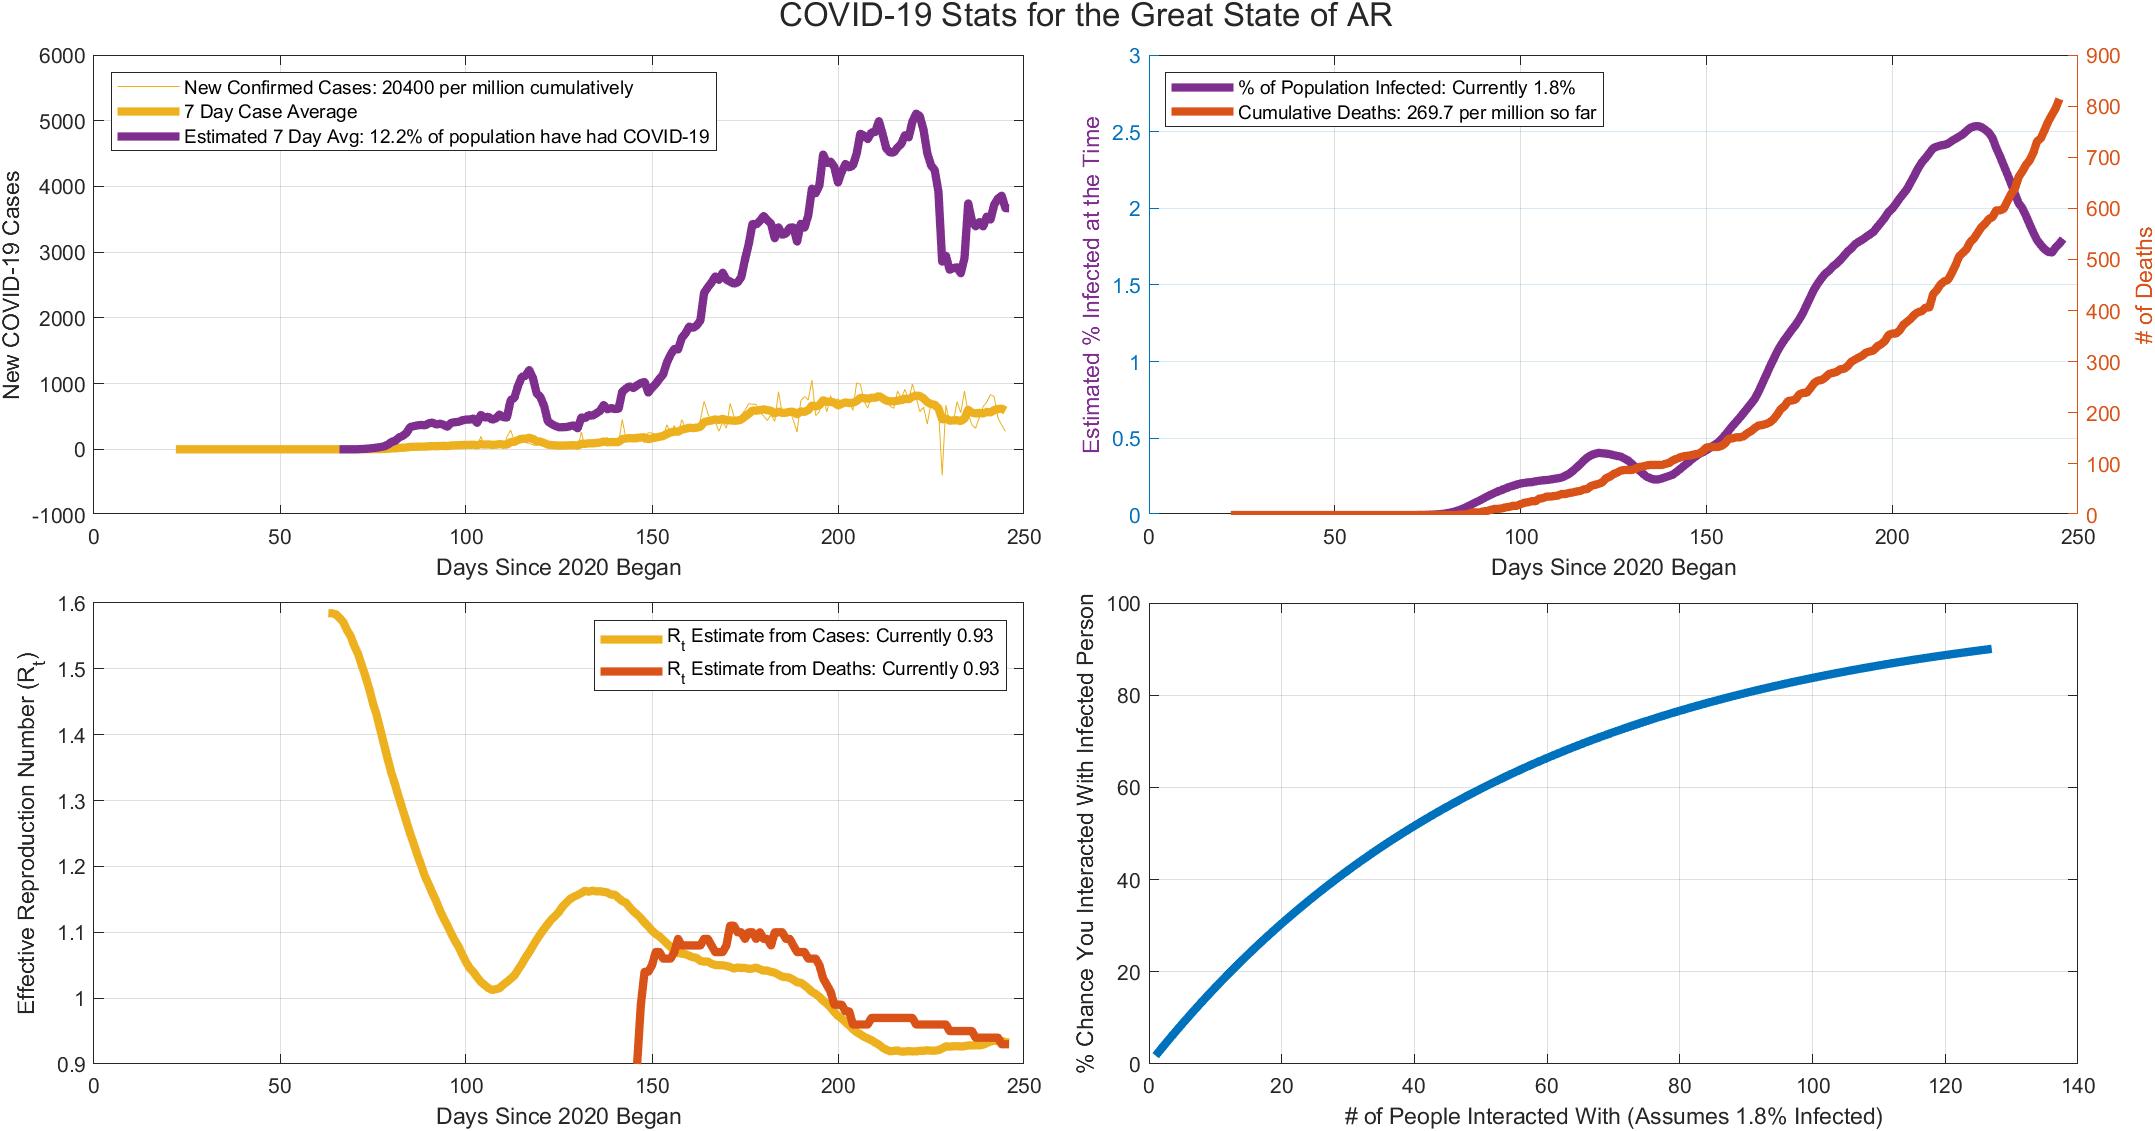 COVID-19 Stats for the Great State of AR
New COVID-19 Cases
6000
5000
4000
3000
2000
1000
0
-1000
New Confirmed Cases: 20400 per million cumulatively
7 Day Case Average
Estimated 7 Day Avg: 12.2% of population have had COVID-19
0 50 100 150 200 250
Days Since 2020 Began
Estimated % Infected at the Time
3
2.5
2
1.5
1
0.5
0
% of Population Infected: Currently 1.8%
Cumulative Deaths: 269.7 per million so far
900
800
700
600
500
400
300
200
100
0
# of Deaths
0 50 100 150 200 250
Days Since 2020 Began
Effective Reproduction Number (Rt)
1.6
1.5
1.4
1.3
1.2
1.1
1
0.9
Rt Estimate from Cases: Currently 0.93
Rt Estimate from Deaths: Currently 0.93
0 50 100 150 200 250
Days Since 2020 Began
% Chance You Interacted With Infected Person
100
80
60
40
20
0
0 20 40 60 80 100 120 140
# of People Interacted With (Assumes 1.8% Infected)